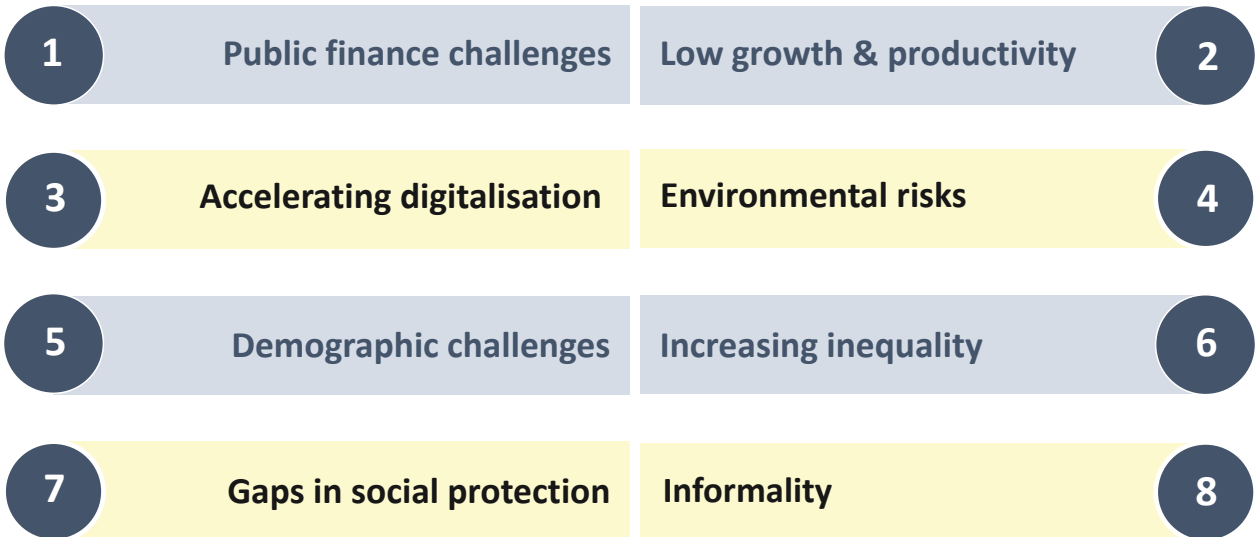 1 Public finance challenges Low growth & productivity 2
3 Accelerating digitalisation Environmental risks 4
5 Demographic challenges Increasing inequality 6
7 Gaps in social protection Informality 8